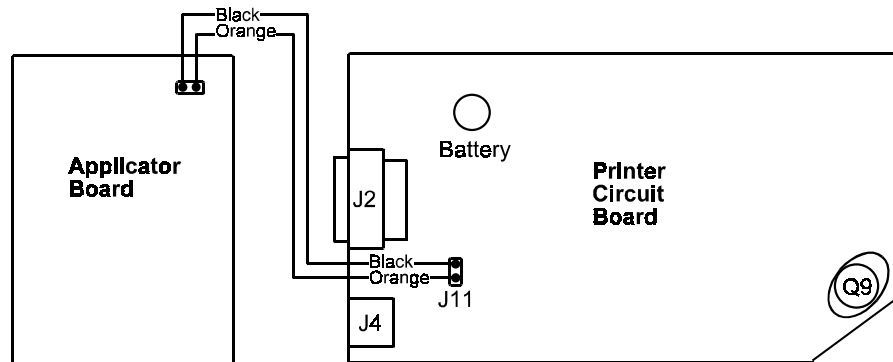 Black
Orange
Applicator
Board
Battery
Printer
Circuit
Board
J2
Black
Orange
J11
J4
Q9